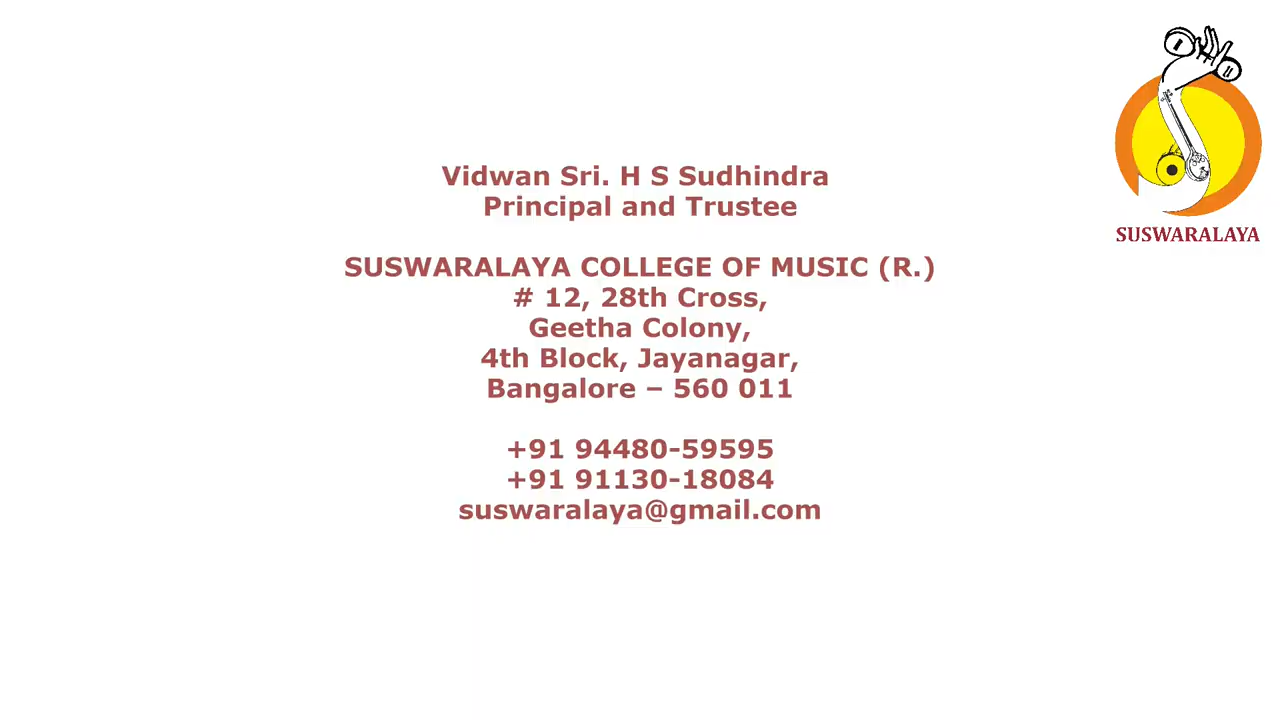 Vidwan Sri. H S Sudhindra
Principal and Trustee
SUSWARALAYA COLLEGE OF MUSIC (R.)
# 12, 28th Cross,
Geetha Colony,
4th Block, Jayanagar,
Bangalore – 560 011
+91 94480-59595
+91 91130-18084
suswaralaya@gmail.com
SUSWARALAYA